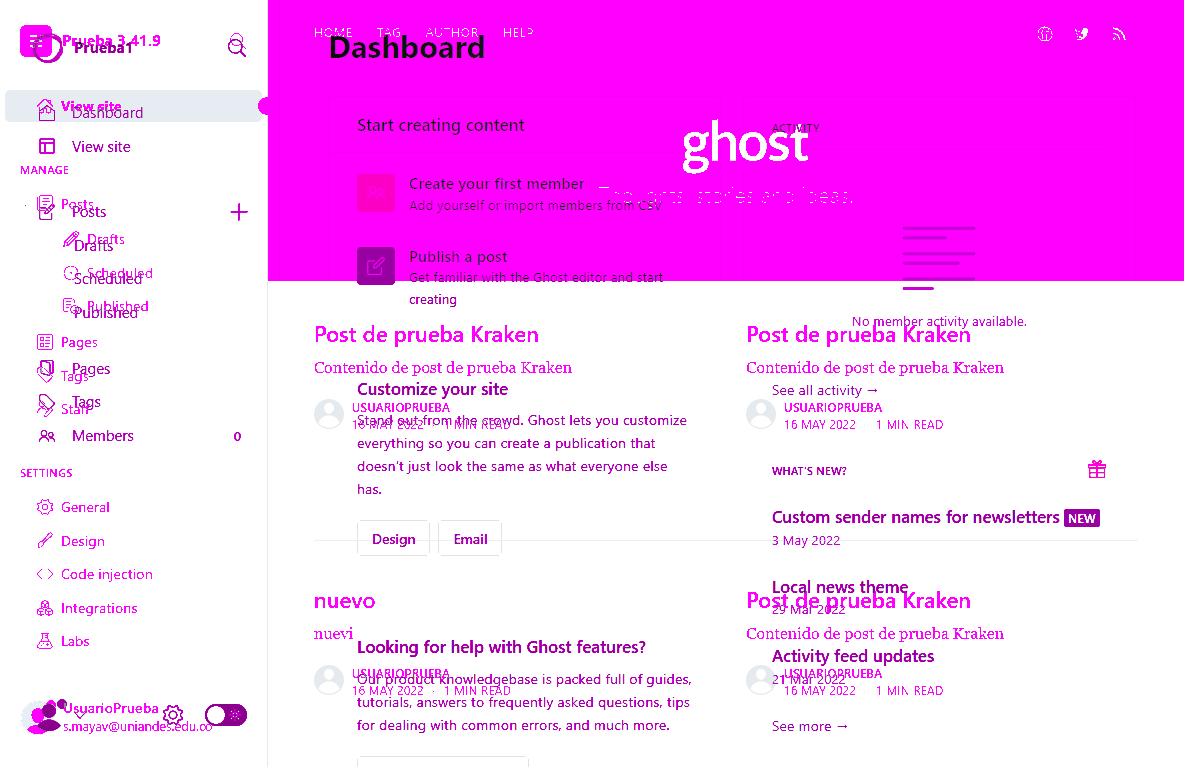 Prueba 3.41.9
Prueba1
View site
Dashboard
View site
MANAGE
Posts
Posts
Drafts
Drafts
Scheduled
Scheduled
Published
Published
Pages
Pages
Tags
Tags
Staff
Members 0
SETTINGS
General
Design
Code injection
Integrations
Labs
UsuarioPrueba
s.mayav@uniandes.edu.co
HOME TAG AUTHOR HELP
Dashboard
Start creating content
Create your first member
Add yourself or import members from CSV
Publish a post
Get familiar with the Ghost editor and start
creating
ACTIVITY
ghost
stories and ideas.
No member activity available.
See all activity →
Post de prueba Kraken
Contenido de post de prueba Kraken
USUARIOPRUEBA
16 MAY 2022 · 1 MIN READ
Post de prueba Kraken
Contenido de post de prueba Kraken
USUARIOPRUEBA
16 MAY 2022 1 MIN READ
Customize your site
Stand out from the crowd. Ghost lets you customize
everything so you can create a publication that
doesn't just look the same as what everyone else
has.
Design Email
WHAT'S NEW?
Custom sender names for newsletters NEW
3 May 2022
Local news theme
29 Mar 2022
Activity feed updates
21 Mar 2022
See more →
nuevo
nuevi
USUARIOPRUEBA
16 MAY 2022 · 1 MIN READ
Post de prueba Kraken
Contenido de post de prueba Kraken
USUARIOPRUEBA
16 MAY 2022 1 MIN READ
Looking for help with Ghost features?
Our product knowledgebase is packed full of guides,
tutorials, answers to frequently asked questions, tips
for dealing with common errors, and much more.